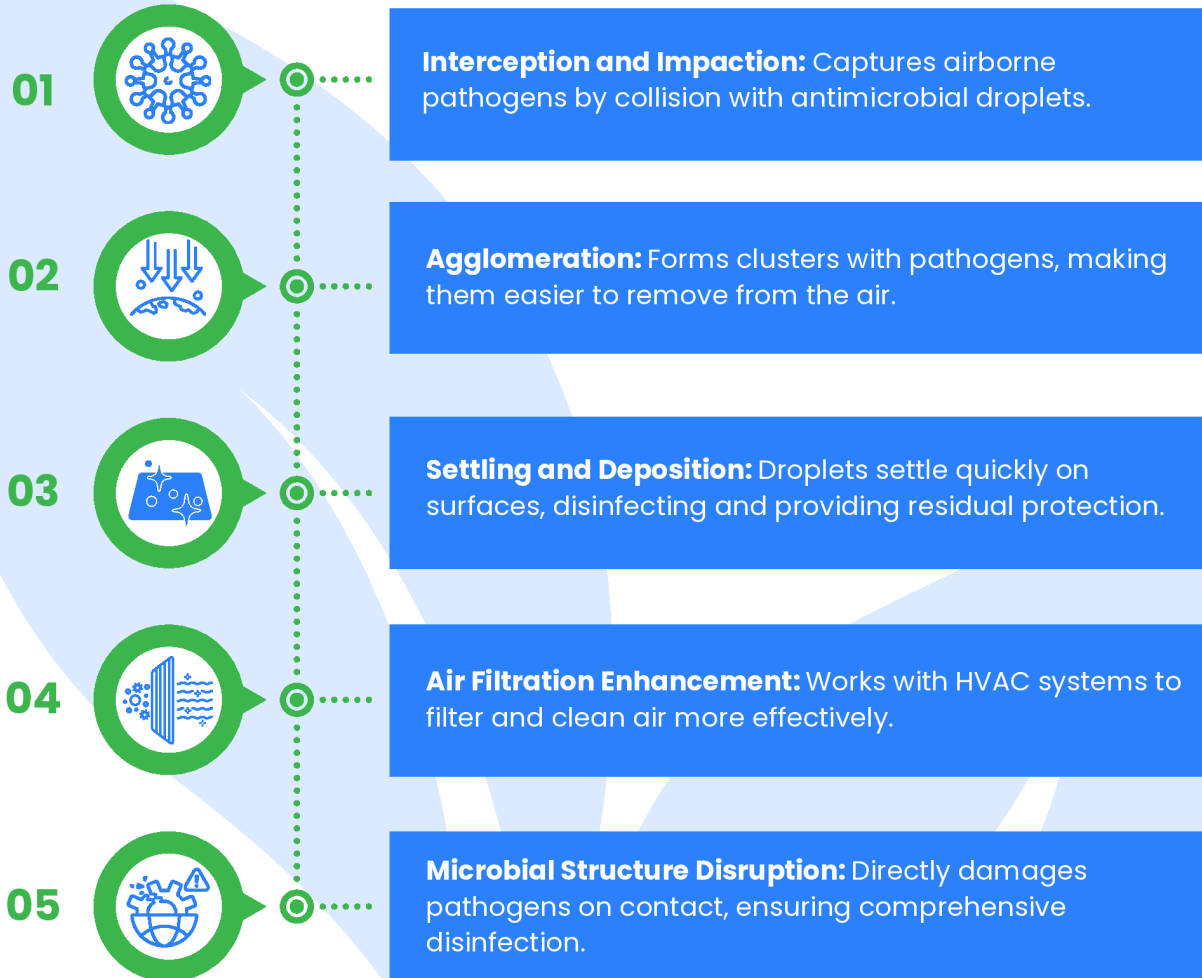 01
Interception and Impaction: Captures airborne
pathogens by collision with antimicrobial droplets.
02
Agglomeration: Forms clusters with pathogens, making
them easier to remove from the air.
03
Settling and Deposition: Droplets settle quickly on
surfaces, disinfecting and providing residual protection.
04
Air Filtration Enhancement: Works with HVAC systems to
filter and clean air more effectively.
05
Microbial Structure Disruption: Directly damages
pathogens on contact, ensuring comprehensive
disinfection.